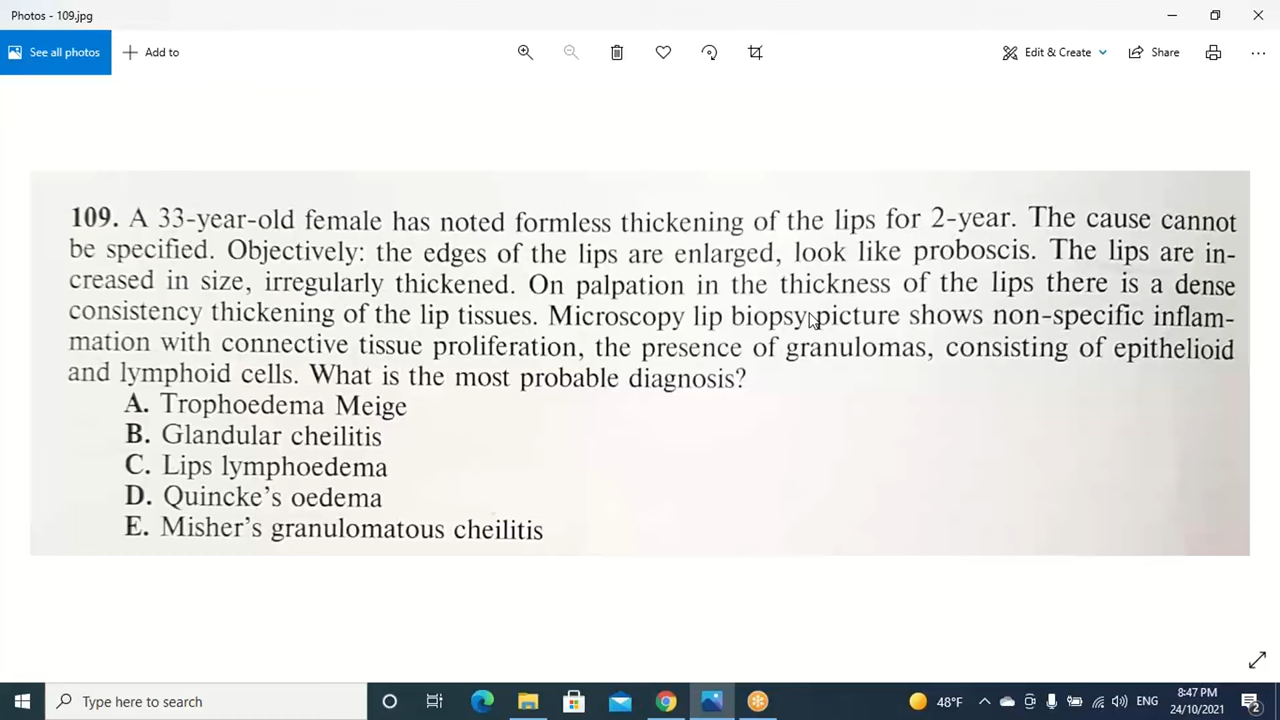 Photos - 109.jpg
See all photos
Add to
Edit & Create
Share
109. A 33-year-old female has noted formless thickening of the lips for 2-year. The cause cannot
be specified. Objectively: the edges of the lips are enlarged, look like proboscis. The lips are in-
creased in size, irregularly thickened. On palpation in the thickness of the lips there is a dense
consistency thickening of the lip tissues. Microscopy lip biopsy picture shows non-specific inflam-
mation with connective tissue proliferation, the presence of granulomas, consisting of epithelioid
and lymphoid cells. What is the most probable diagnosis?
A. Trophoedema Meige
B. Glandular cheilitis
C. Lips lymphoedema
D. Quincke's oedema
E. Misher's granulomatous cheilitis
Type here to search
48°F
ENG
8:47 PM
24/10/2021
2